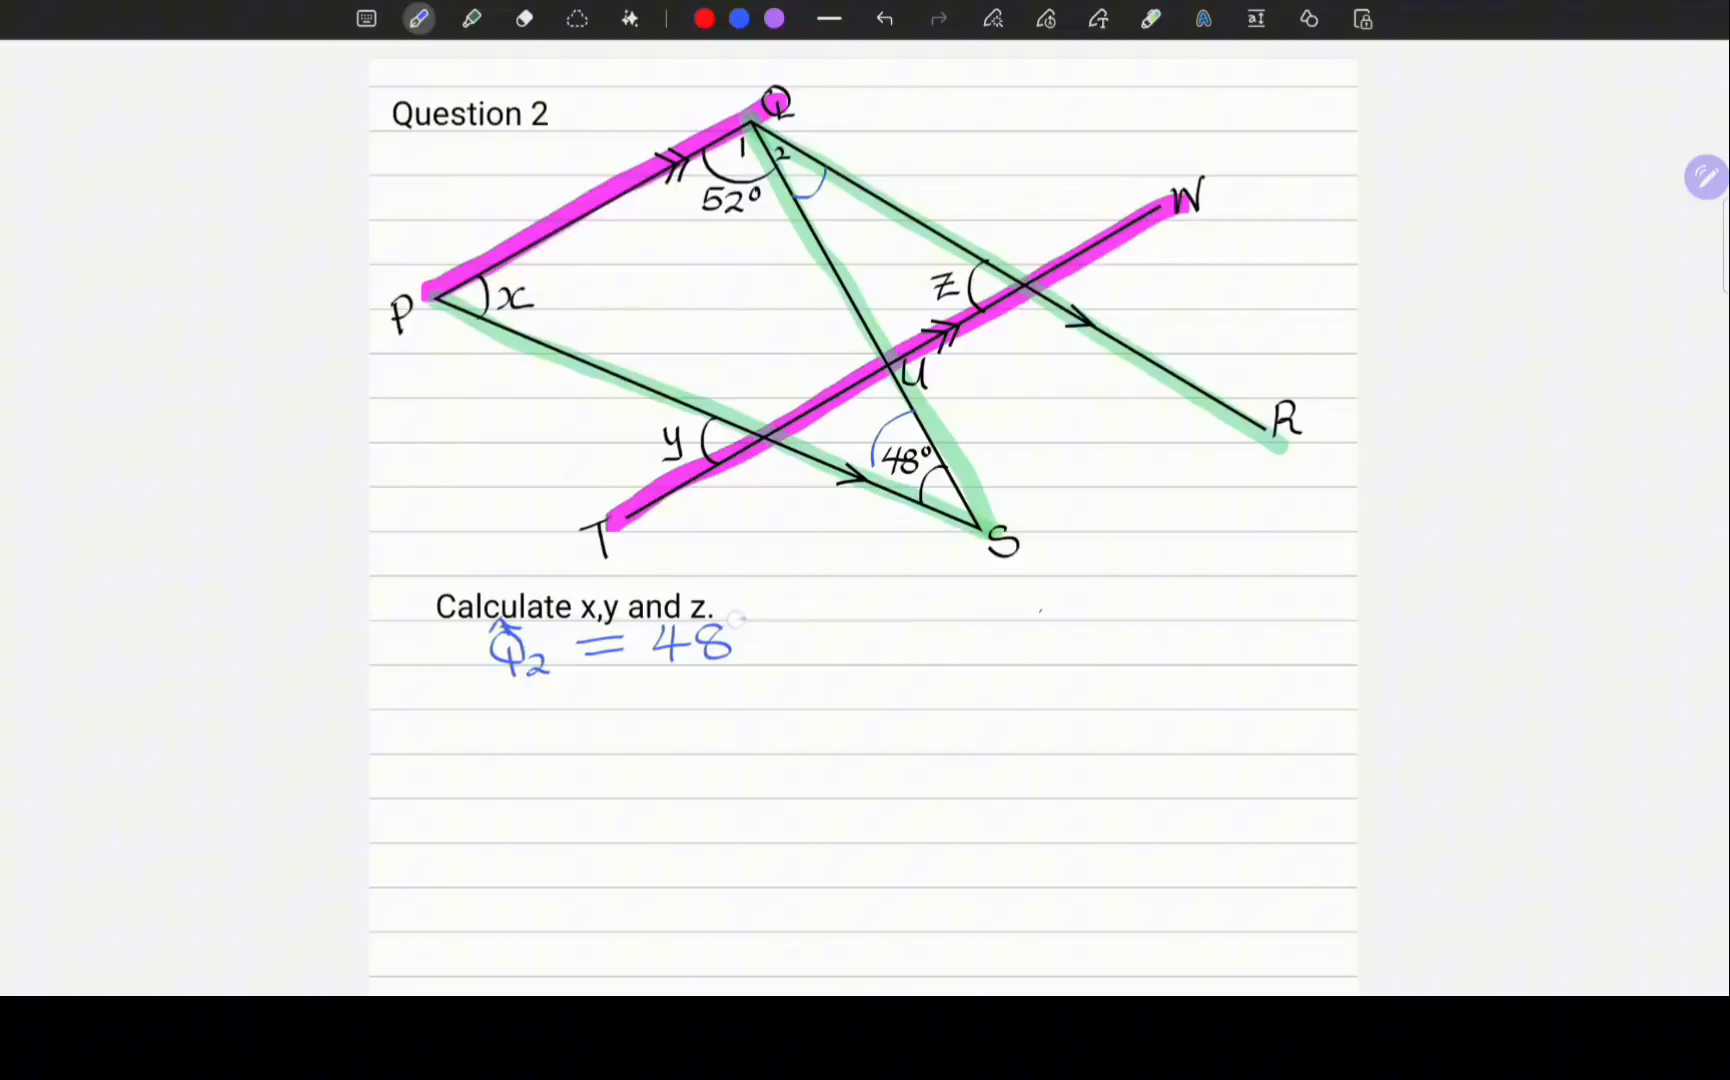 Question 2
Q
1 2
52°
W
P
x
z
U
R
y
48°
T
S
Calculate x,y and z.
Q̂₂ = 48